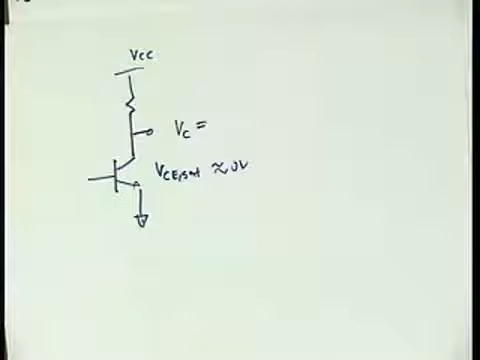 Vcc
Vc =
VCE,sat ≈ 0V